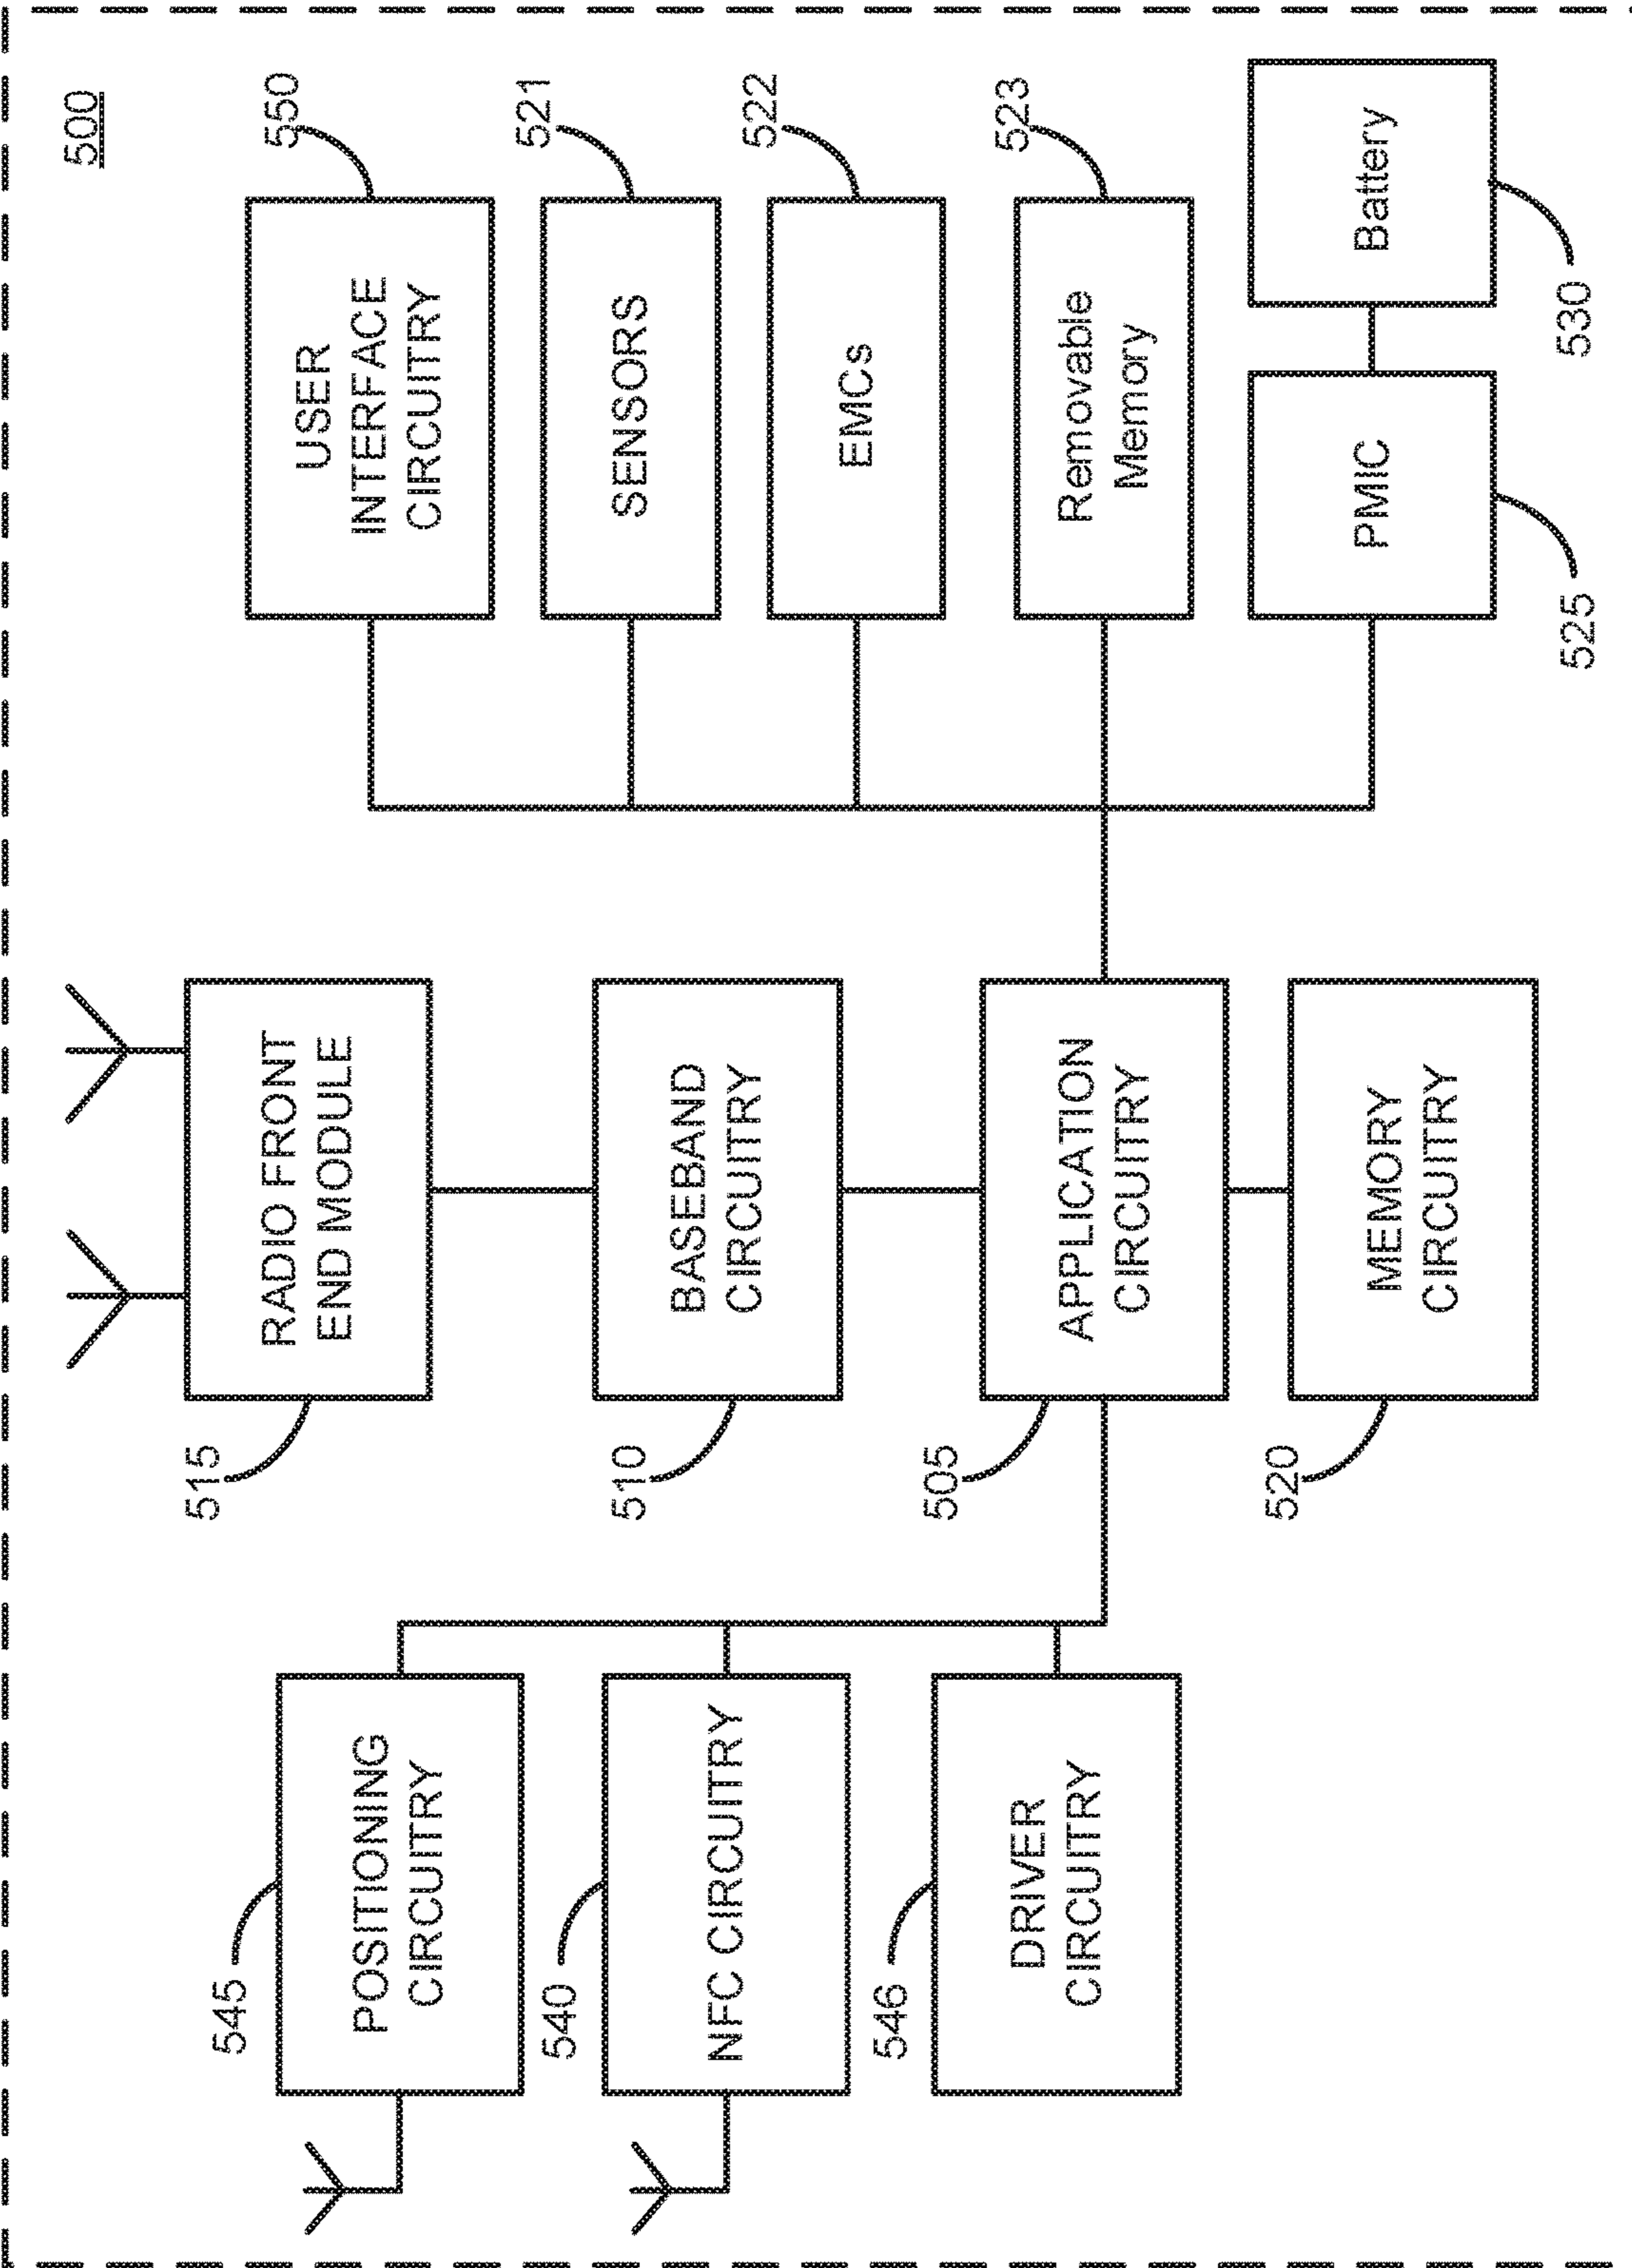 500
550
USER
INTERFACE
CIRCUITRY
521
SENSORS
522
EMCs
523
Removable
Memory
Battery
530
PMIC
525
RADIO FRONT
END MODULE
515
BASEBAND
CIRCUITRY
510
APPLICATION
CIRCUITRY
505
MEMORY
CIRCUITRY
520
POSITIONING
CIRCUITRY
545
NFC CIRCUITRY
540
DRIVER
CIRCUITRY
546